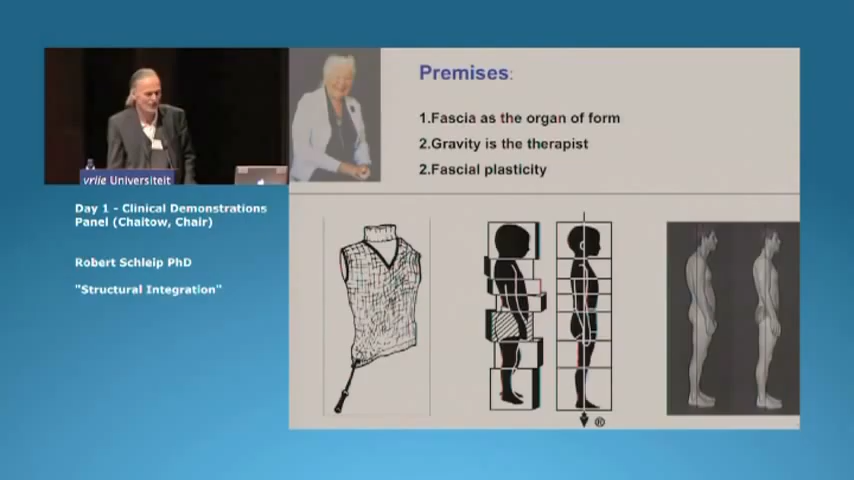 vrije Universiteit
Day 1 - Clinical Demonstrations
Panel (Chaitow, Chair)
Robert Schleip PhD
"Structural Integration"
Premises:
1.Fascia as the organ of form
2.Gravity is the therapist
2.Fascial plasticity
®